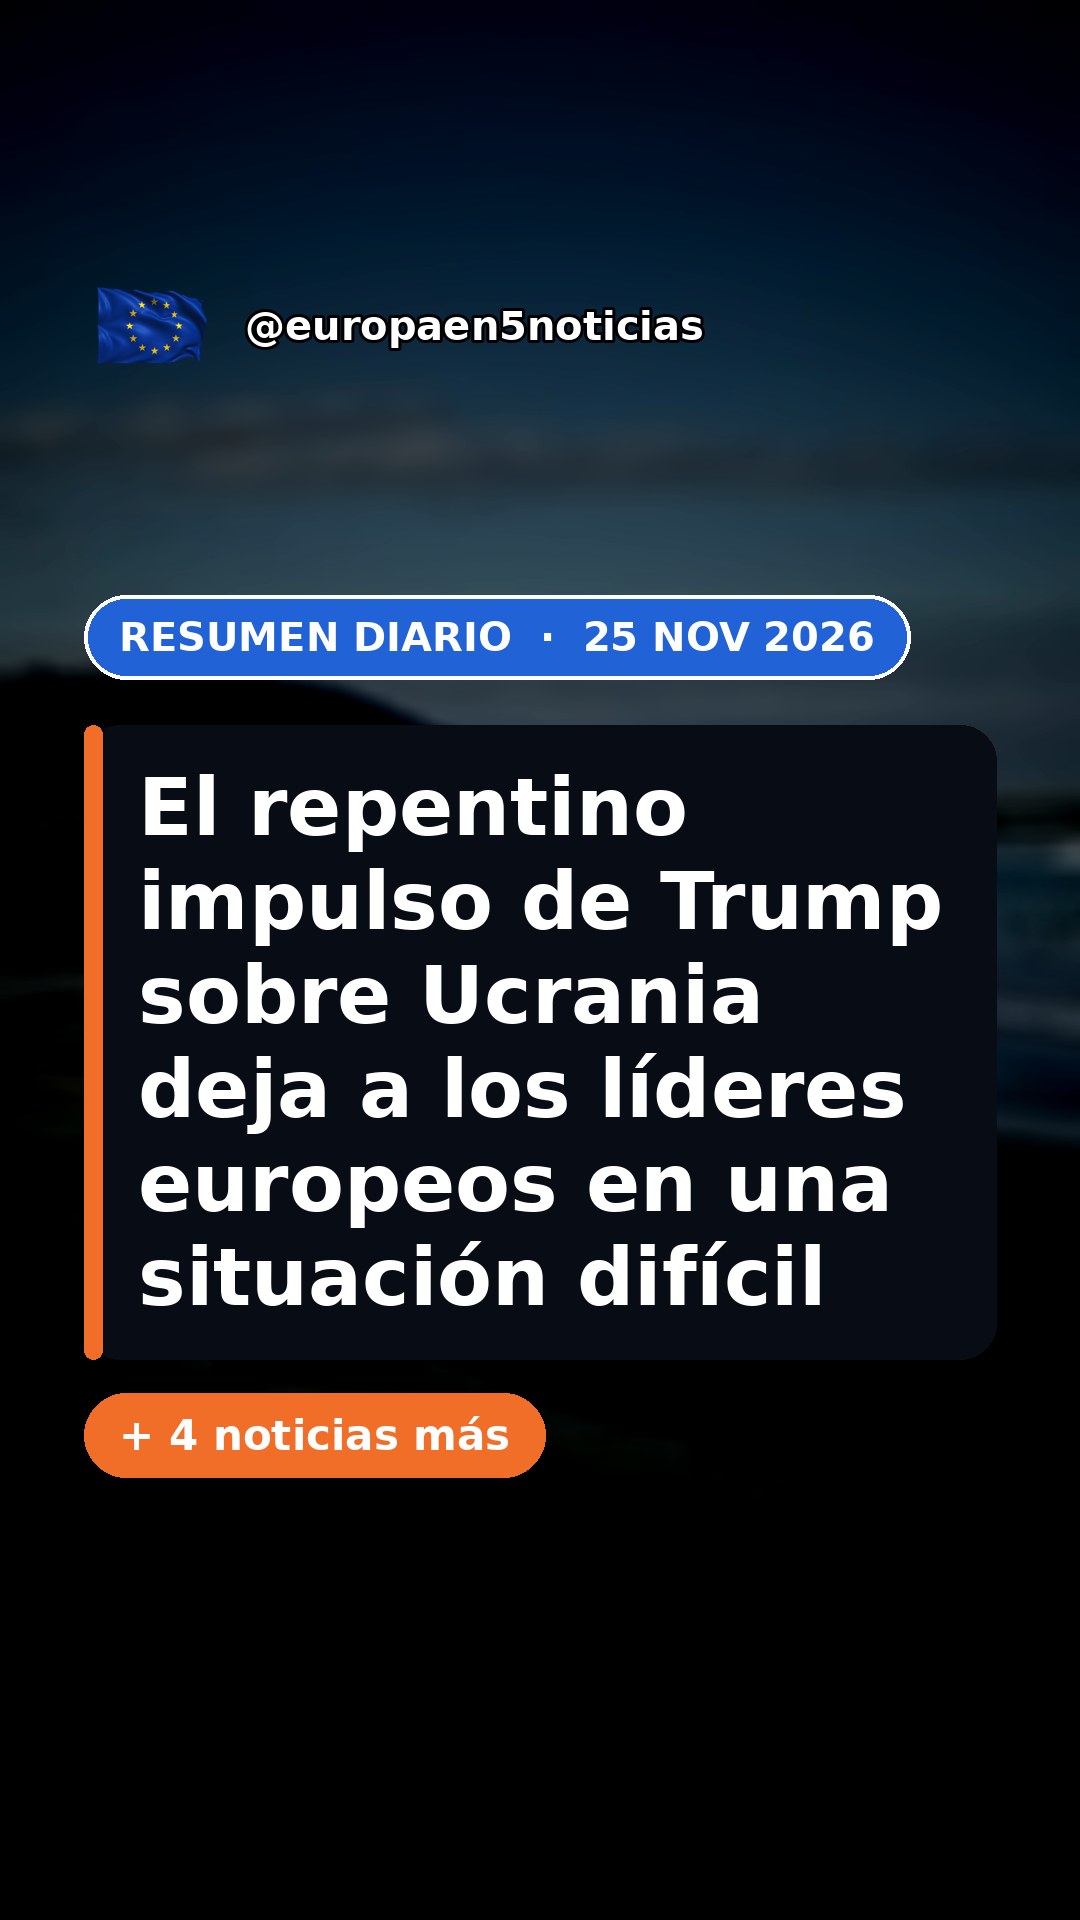 @europaen5noticias
RESUMEN DIARIO · 25 NOV 2026
El repentino
impulso de Trump
sobre Ucrania
deja a los líderes
europeos en una
situación difícil
+ 4 noticias más